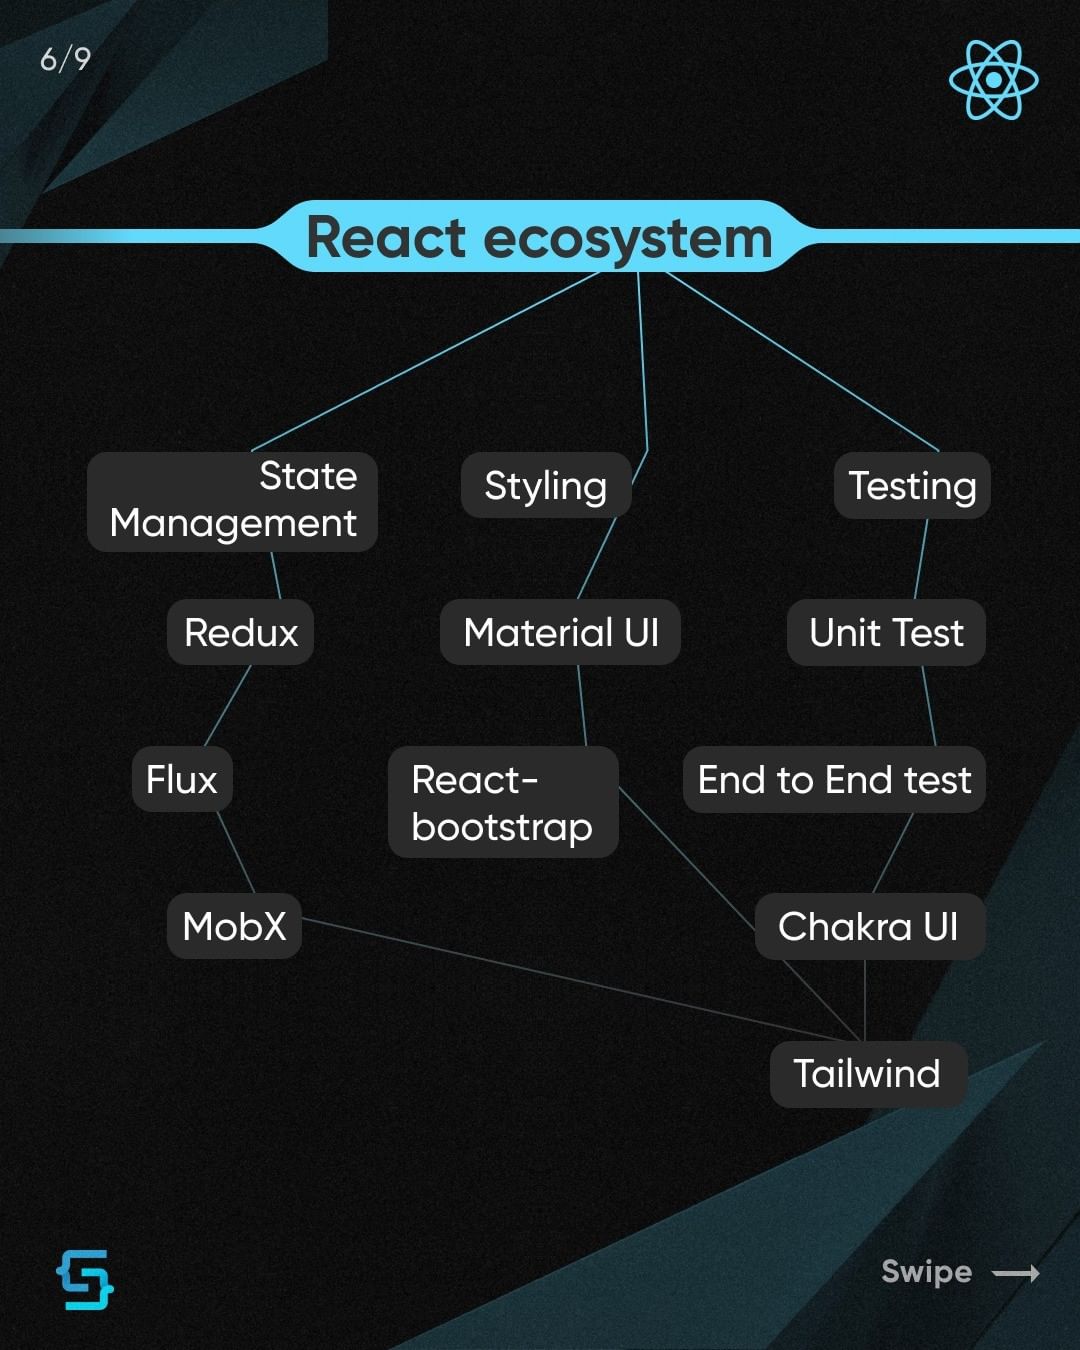 6/9
React ecosystem
State
Management
Styling
Testing
Redux
Material UI
Unit Test
Flux
React-
bootstrap
End to End test
MobX
Chakra UI
Tailwind
Swipe